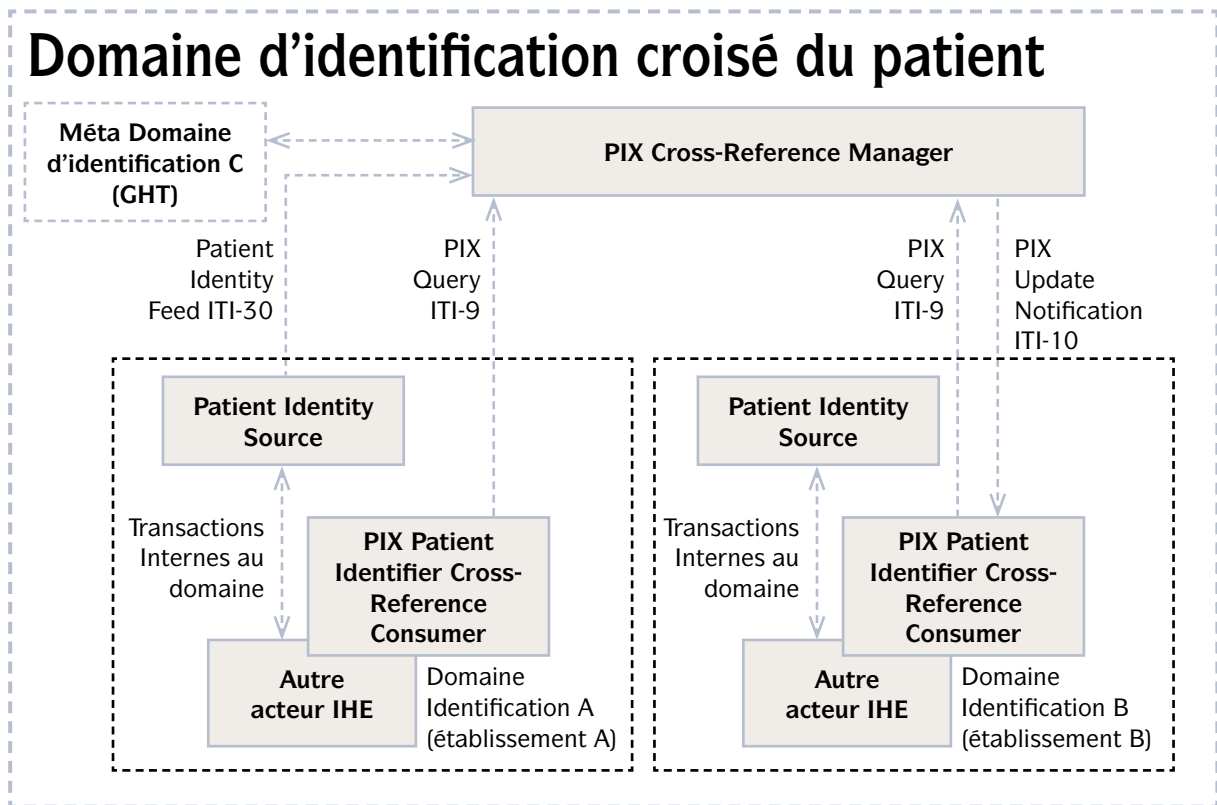 Domaine d’identification croisé du patient
Méta Domaine
d’identification C
(GHT)
PIX Cross-Reference Manager
Patient
Identity
Feed ITI-30
PIX
Query
ITI-9
PIX
Query
ITI-9
PIX
Update
Notification
ITI-10
Patient Identity
Source
Transactions
Internes au
domaine
PIX Patient
Identifier Cross-
Reference
Consumer
Autre
acteur IHE
Domaine
Identification A
(établissement A)
Patient Identity
Source
Transactions
Internes au
domaine
PIX Patient
Identifier Cross-
Reference
Consumer
Autre
acteur IHE
Domaine
Identification B
(établissement B)